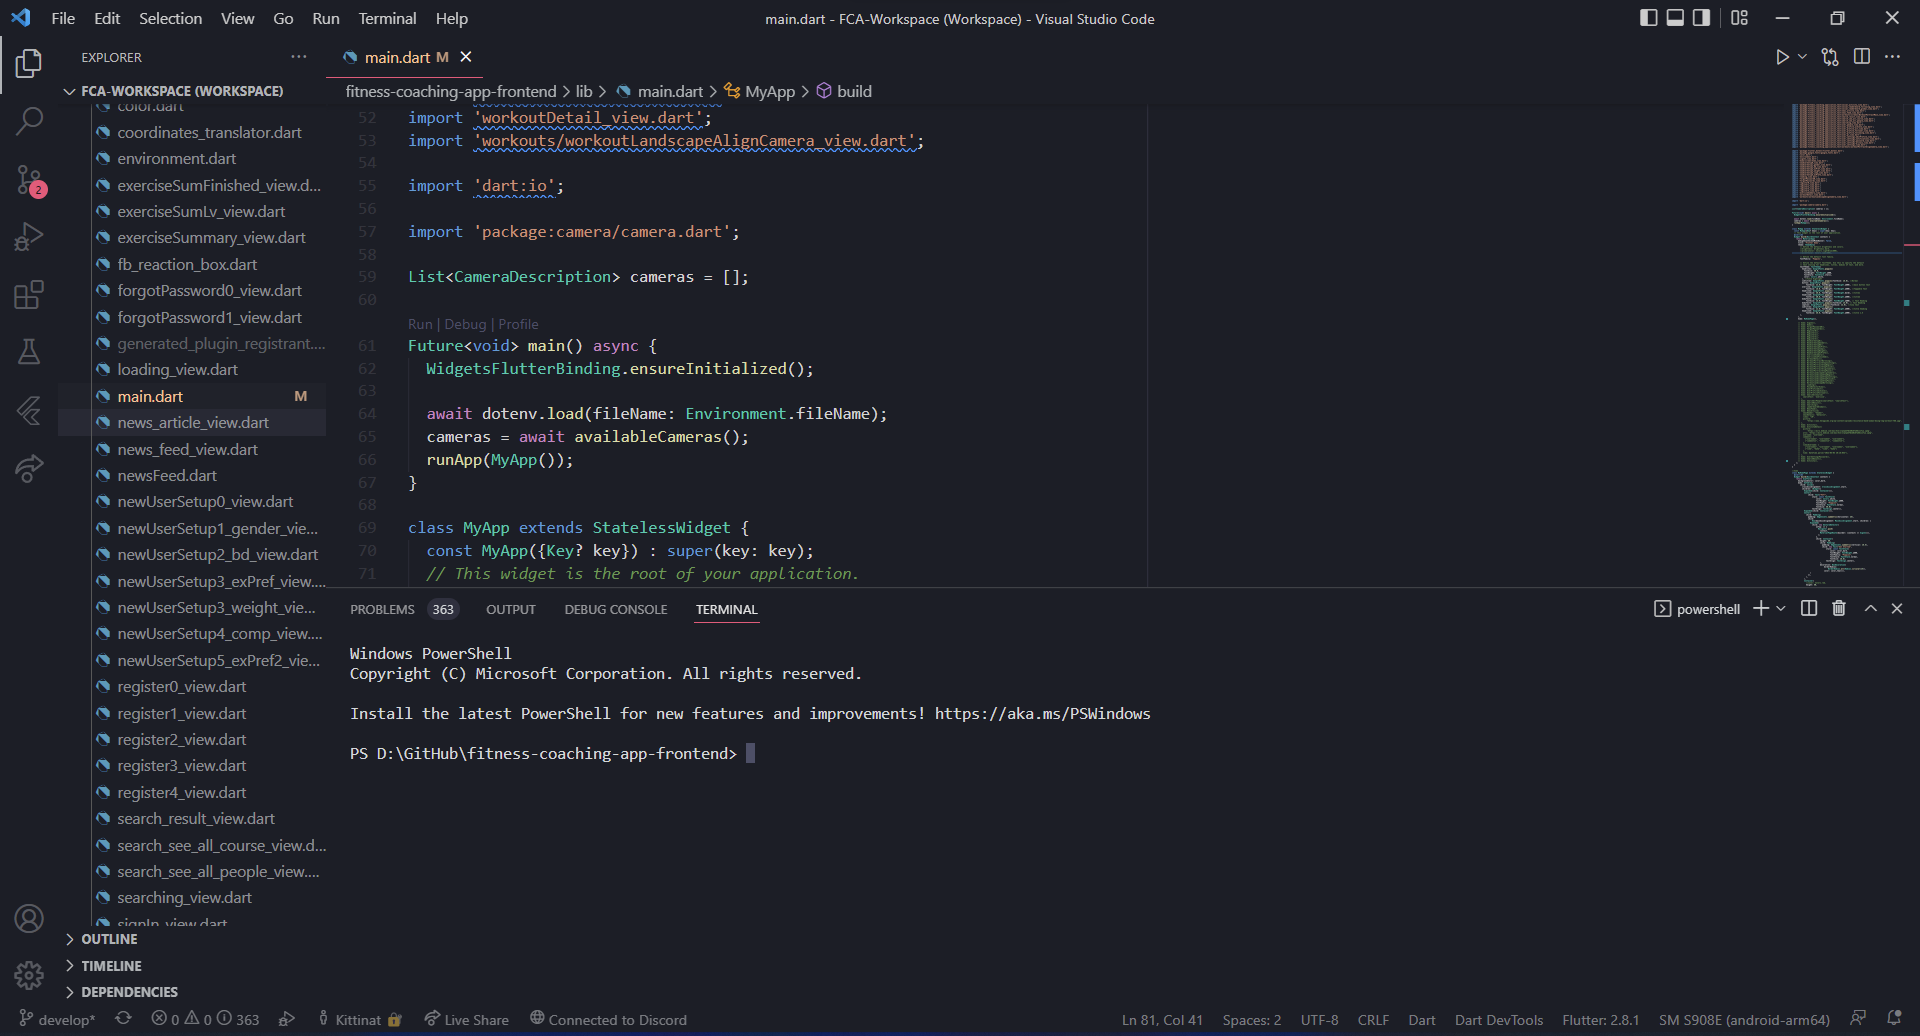 File Edit Selection View Go Run Terminal Help
main.dart - FCA-Workspace (Workspace) - Visual Studio Code
EXPLORER
main.dart M
FCA-WORKSPACE (WORKSPACE)
fitness-coaching-app-frontend > lib > main.dart > MyApp > build
color.dart
coordinates_translator.dart
environment.dart
exerciseSumFinished_view.d...
exerciseSumLv_view.dart
exerciseSummary_view.dart
fb_reaction_box.dart
forgotPassword0_view.dart
forgotPassword1_view.dart
generated_plugin_registrant....
loading_view.dart
main.dart M
news_article_view.dart
news_feed_view.dart
newsFeed.dart
newUserSetup0_view.dart
newUserSetup1_gender_vie...
newUserSetup2_bd_view.dart
newUserSetup3_exPref_view....
newUserSetup3_weight_vie...
newUserSetup4_comp_view....
newUserSetup5_exPref2_vie...
register0_view.dart
register1_view.dart
register2_view.dart
register3_view.dart
register4_view.dart
search_result_view.dart
search_see_all_course_view.d...
search_see_all_people_view....
searching_view.dart
signIn_view.dart
OUTLINE
TIMELINE
DEPENDENCIES
2
52 import 'workoutDetail_view.dart';
53 import 'workouts/workoutLandscapeAlignCamera_view.dart';
54
55 import 'dart:io';
56
57 import 'package:camera/camera.dart';
58
59 List<CameraDescription> cameras = [];
60
Run | Debug | Profile
61 Future<void> main() async {
62 WidgetsFlutterBinding.ensureInitialized();
63
64 await dotenv.load(fileName: Environment.fileName);
65 cameras = await availableCameras();
66 runApp(MyApp());
67 }
68
69 class MyApp extends StatelessWidget {
70 const MyApp({Key? key}) : super(key: key);
71 // This widget is the root of your application.
PROBLEMS 363 OUTPUT DEBUG CONSOLE TERMINAL
powershell
Windows PowerShell
Copyright (C) Microsoft Corporation. All rights reserved.
Install the latest PowerShell for new features and improvements! https://aka.ms/PSWindows
PS D:\GitHub\fitness-coaching-app-frontend>
develop* 0 0 363 Kittinat Live Share Connected to Discord
Ln 81, Col 41 Spaces: 2 UTF-8 CRLF Dart Dart DevTools Flutter: 2.8.1 SM S908E (android-arm64)